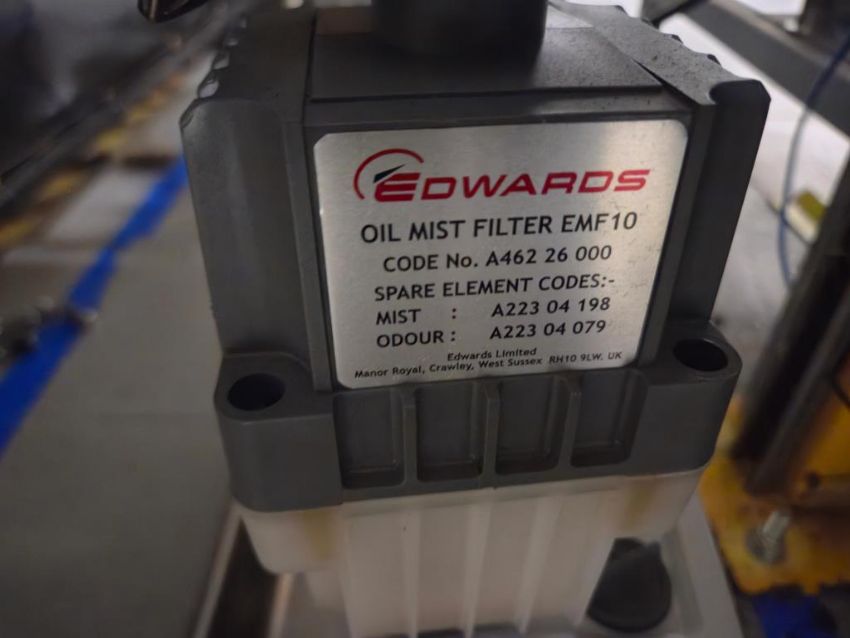 EDWARDS
OIL MIST FILTER EMF10
CODE No. A462 26 000
SPARE ELEMENT CODES:-
MIST : A223 04 198
ODOUR : A223 04 079
Edwards Limited
Manor Royal, Crawley, West Sussex RH10 9LW. UK